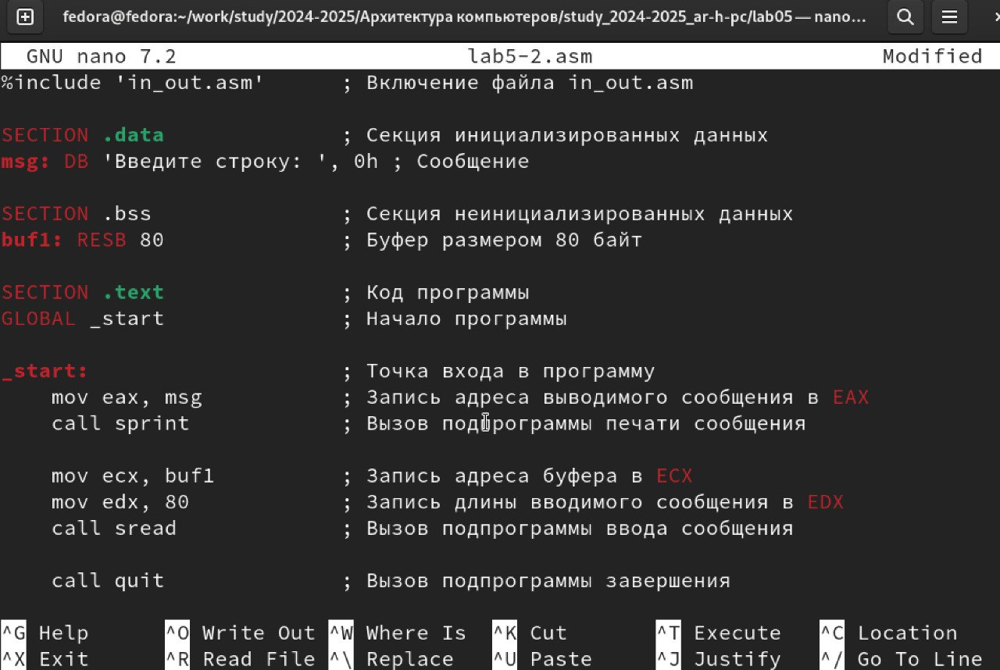 fedora@fedora:~/work/study/2024-2025/Архитектура компьютеров/study_2024-2025_ar-h-pc/lab05 — nano...
GNU nano 7.2 lab5-2.asm Modified
%include 'in_out.asm' ; Включение файла in_out.asm
SECTION .data ; Секция инициализированных данных
msg: DB 'Введите строку: ', 0h ; Сообщение
SECTION .bss ; Секция неинициализированных данных
buf1: RESB 80 ; Буфер размером 80 байт
SECTION .text ; Код программы
GLOBAL _start ; Начало программы
_start: ; Точка входа в программу
mov eax, msg ; Запись адреса выводимого сообщения в EAX
call sprint ; Вызов подпрограммы печати сообщения
mov ecx, buf1 ; Запись адреса буфера в ECX
mov edx, 80 ; Запись длины вводимого сообщения в EDX
call sread ; Вызов подпрограммы ввода сообщения
call quit ; Вызов подпрограммы завершения
^G Help ^O Write Out ^W Where Is ^K Cut ^T Execute ^C Location
^X Exit ^R Read File ^\ Replace ^U Paste ^J Justify ^/ Go To Line